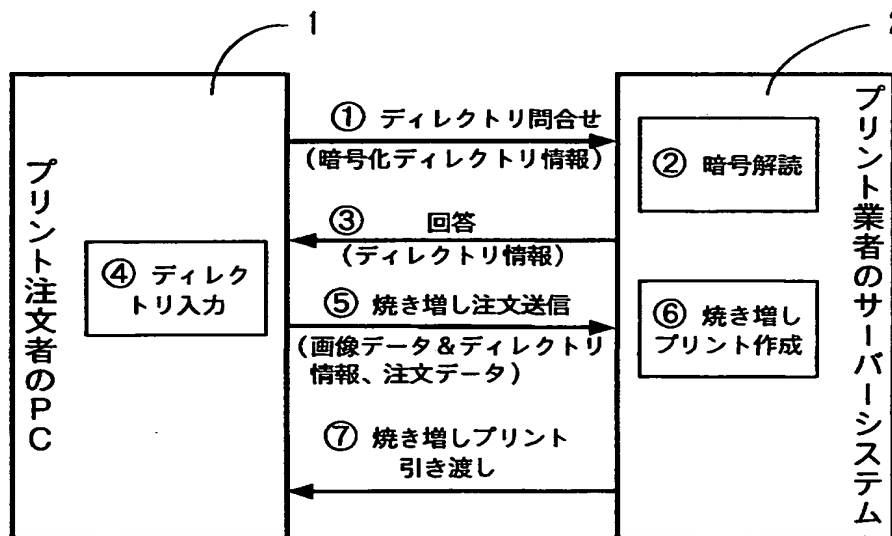 1
プリント注文者のPC
① ディレクトリ問合せ
(暗号化ディレクトリ情報)
② 暗号解読
③ 回答
(ディレクトリ情報)
④ ディレク
トリ入力
⑤ 焼き増し注文送信
(画像データ&ディレクトリ
情報、注文データ)
⑥ 焼き増し
プリント作成
⑦ 焼き増しプリント
引き渡し
プリント業者のサーバーシステム